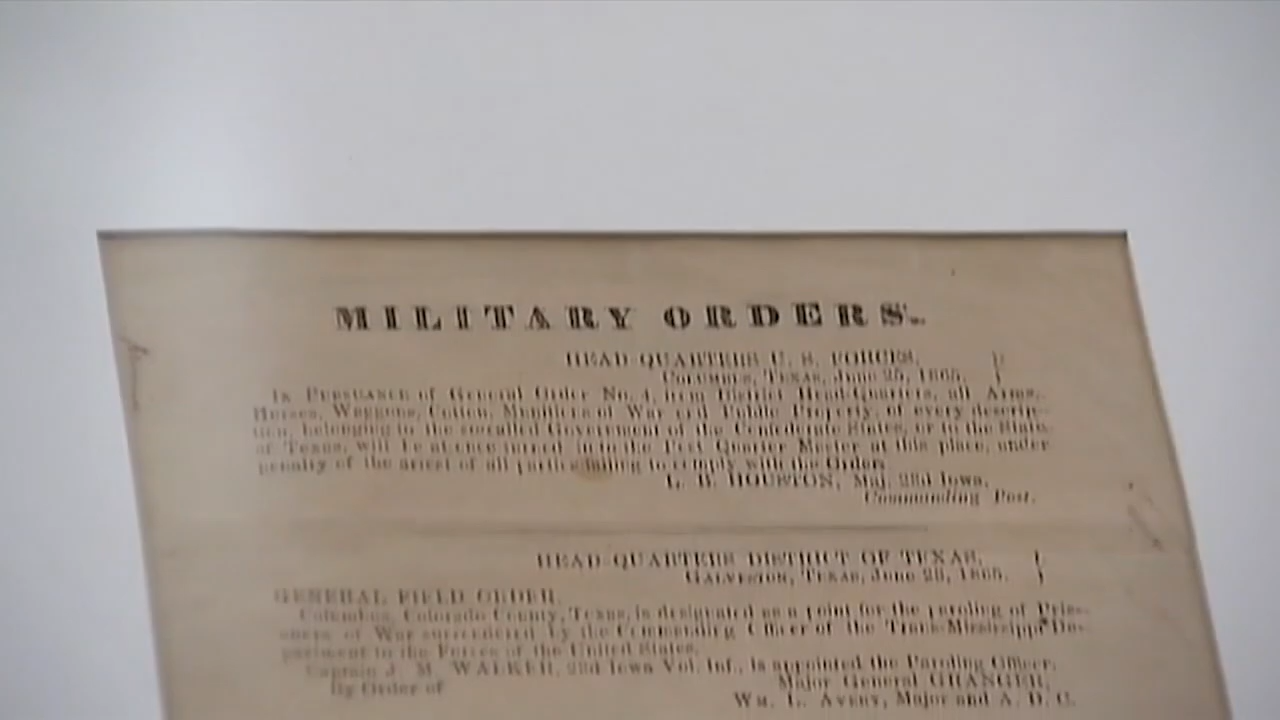 MILITARY ORDERS.
HEAD-QUARTERS U. S. FORCES,
COLUMBUS, TEXAS, June 25, 1865.
IN PURSUANCE of General Order No. 4, from District Head-Quarters, all Arms,
Horses, Waggons, Cotton, Munitions of War and Public Property, of every descrip-
tion, belonging to the so-called Government of the Confederate States, or to the State
of Texas, will be at once turned in to the Post Quarter Master at this place, under
penalty of the arrest of all parties failing to comply with the Order.
L. B. HOUSTON, Maj. 23d Iowa,
Commanding Post.
HEAD-QUARTERS DISTRICT OF TEXAS,
GALVESTON, TEXAS, June 1865.
GENERAL FIELD ORDER.
Columbus, Colorado County, Texas, is designated as a point for the paroling of Pris-
oners of War surrendered by the Commanding Officer of the Trans-Mississippi De-
partment to the Forces of the United States.
Captain J. M. WALKER, 23d Iowa Vol. Inf., is appointed the Paroling Officer.
By Order of Major General GRANGER,
WM. L. AVERY, Major and A. D. C.